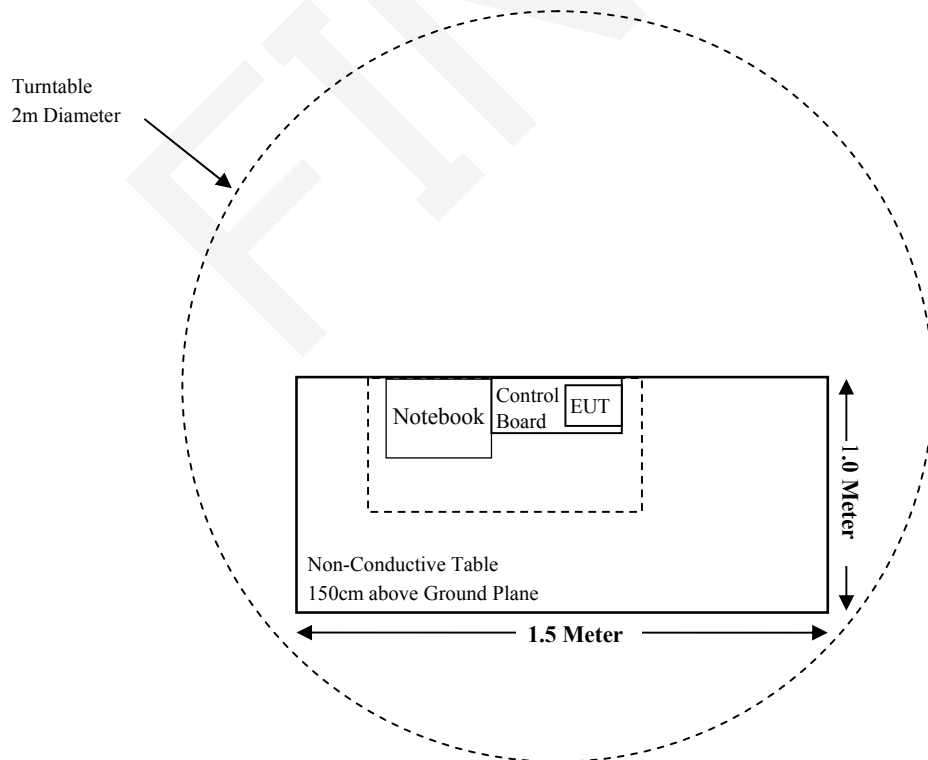 Turntable
2m Diameter
Notebook
Control
Board
EUT
1.0 Meter
Non-Conductive Table
150cm above Ground Plane
1.5 Meter